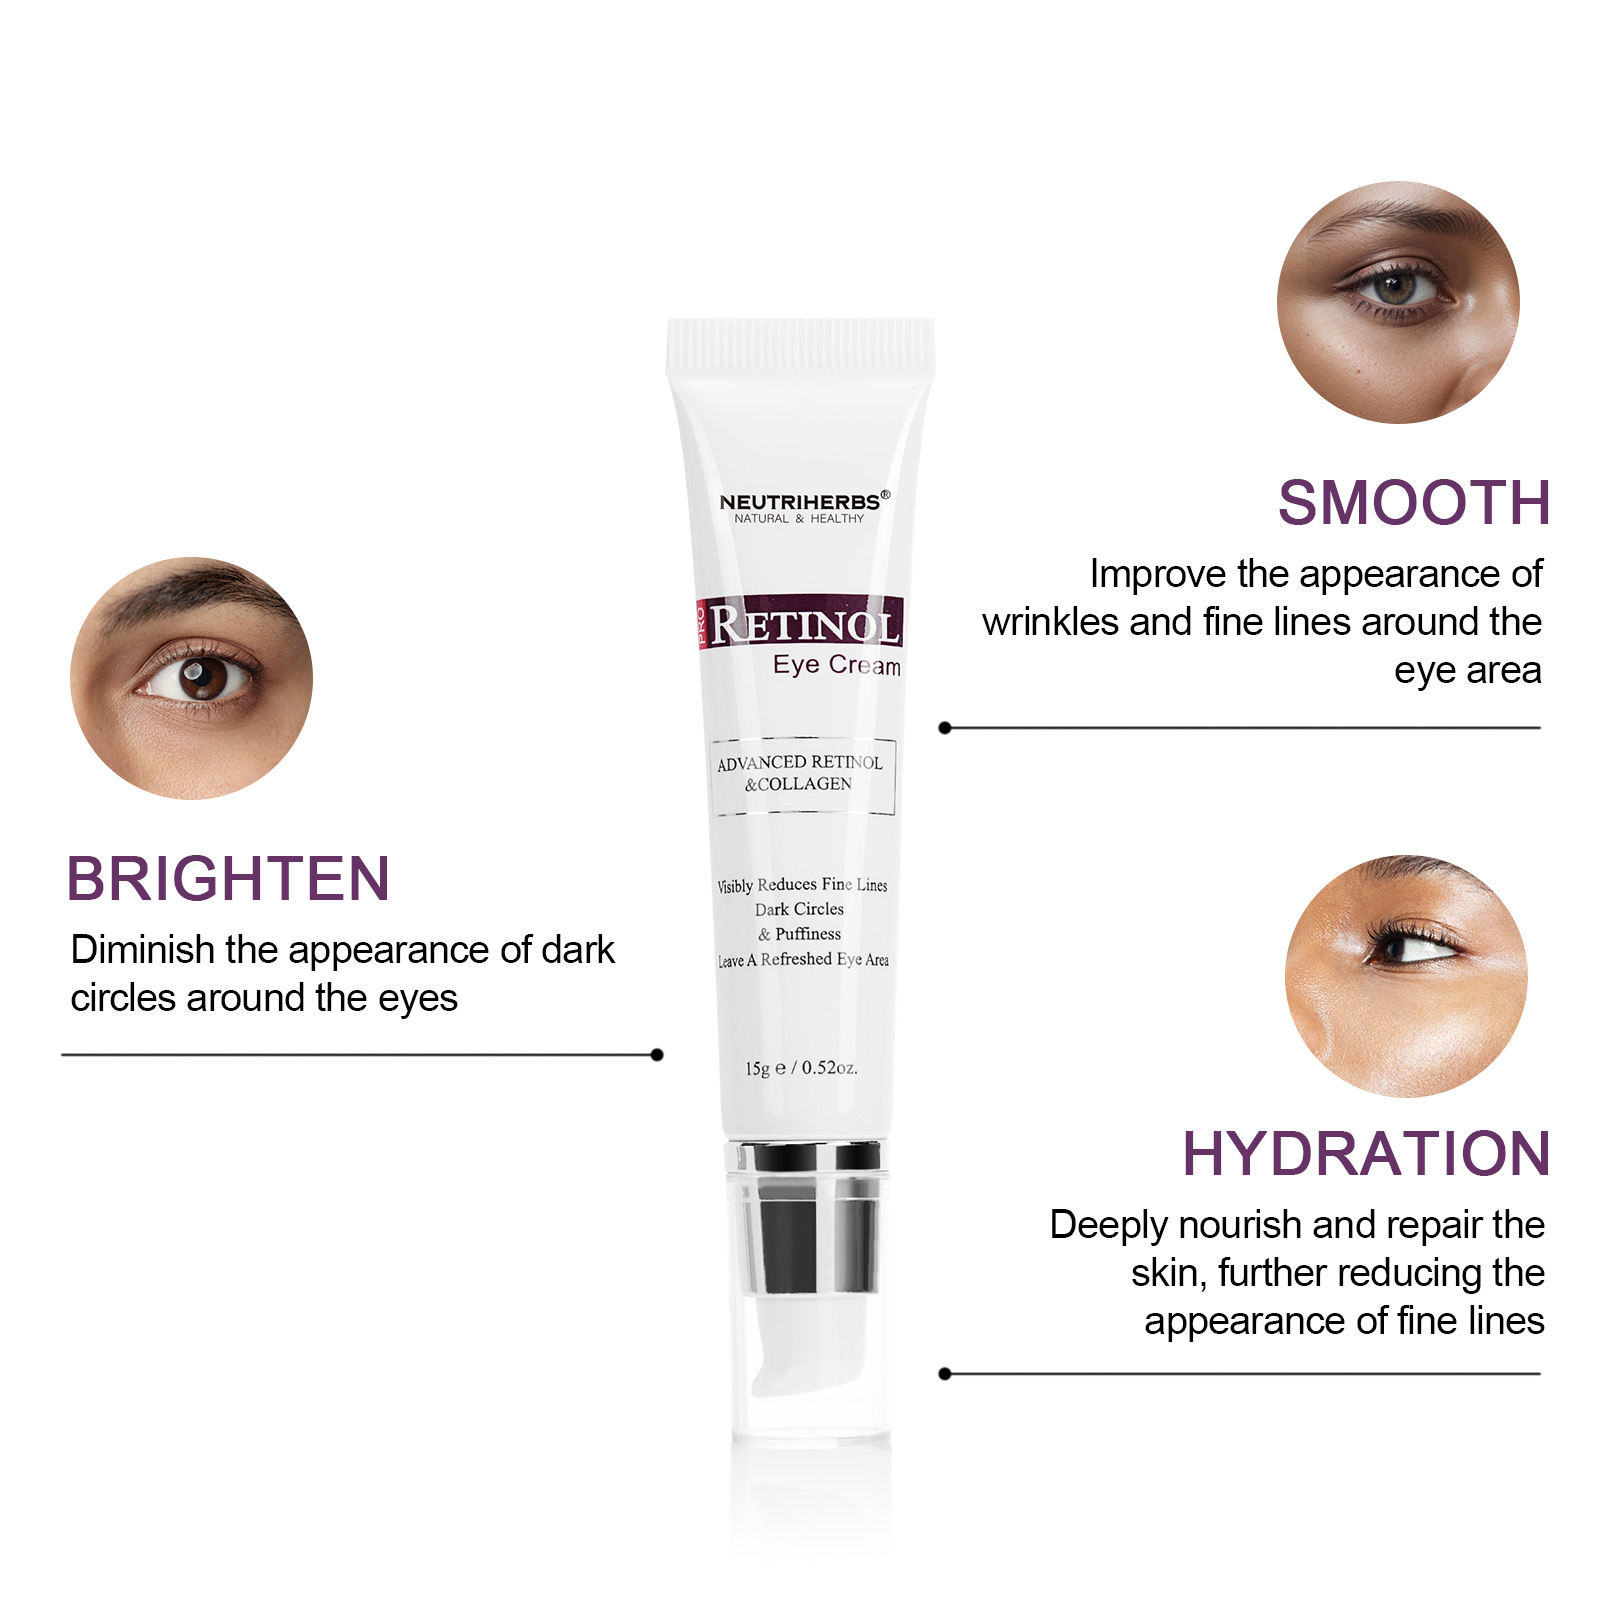 NEUTRIHERBS®
NATURAL & HEALTHY
PRO
RETINOL
Eye Cream
ADVANCED RETINOL
&COLLAGEN
Visibly Reduces Fine Lines
Dark Circles
& Puffiness
Leave A Refreshed Eye Area
15g ℮ / 0.52oz.
BRIGHTEN
Diminish the appearance of dark
circles around the eyes
SMOOTH
Improve the appearance of
wrinkles and fine lines around the
eye area
HYDRATION
Deeply nourish and repair the
skin, further reducing the
appearance of fine lines